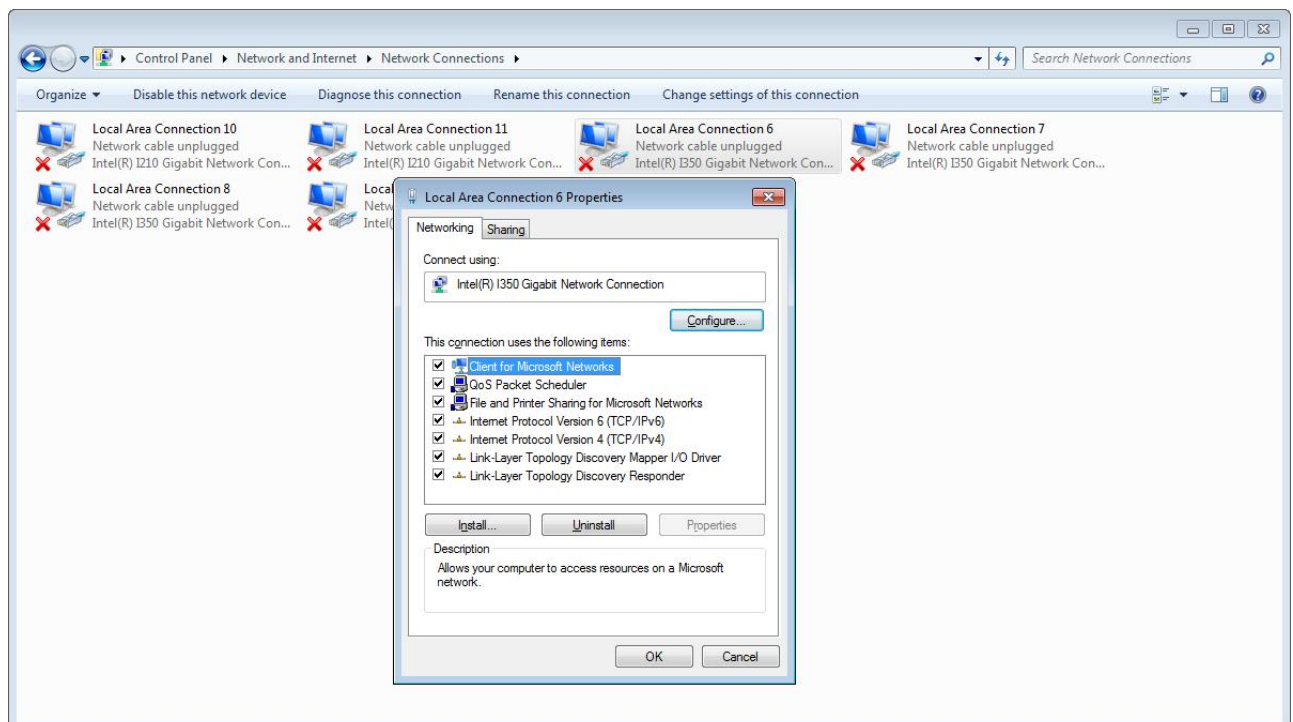 Control Panel Network and Internet Network Connections
Search Network Connections
Organize Disable this network device Diagnose this connection Rename this connection Change settings of this connection
Local Area Connection 10
Network cable unplugged
Intel(R) I210 Gigabit Network Con...
Local Area Connection 11
Network cable unplugged
Intel(R) I210 Gigabit Network Con...
Local Area Connection 6
Network cable unplugged
Intel(R) I350 Gigabit Network Con...
Local Area Connection 7
Network cable unplugged
Intel(R) I350 Gigabit Network Con...
Local Area Connection 8
Network cable unplugged
Intel(R) I350 Gigabit Network Con...
Local
Netw
Intel(
Local Area Connection 6 Properties
Networking Sharing
Connect using:
Intel(R) I350 Gigabit Network Connection
Configure...
This connection uses the following items:
Client for Microsoft Networks
QoS Packet Scheduler
File and Printer Sharing for Microsoft Networks
Internet Protocol Version 6 (TCP/IPv6)
Internet Protocol Version 4 (TCP/IPv4)
Link-Layer Topology Discovery Mapper I/O Driver
Link-Layer Topology Discovery Responder
Install... Uninstall Properties
Description
Allows your computer to access resources on a Microsoft
network.
OK Cancel